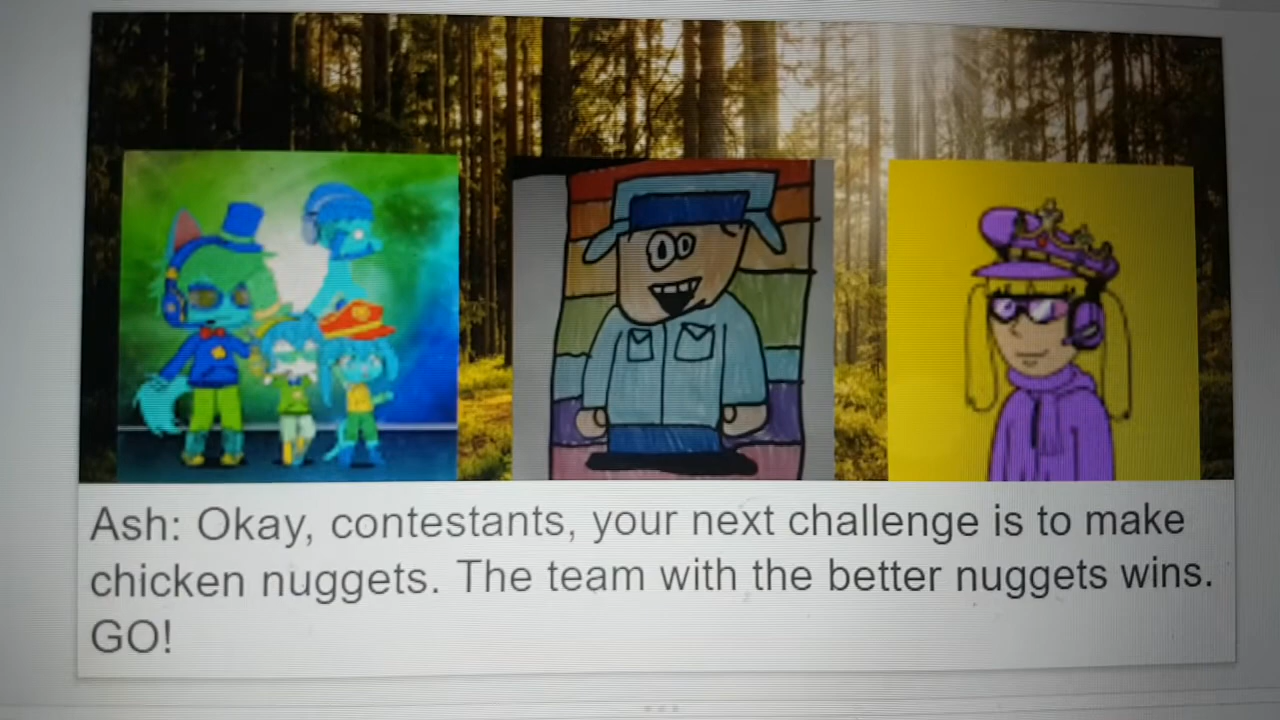 Ash: Okay, contestants, your next challenge is to make
chicken nuggets. The team with the better nuggets wins.
GO!